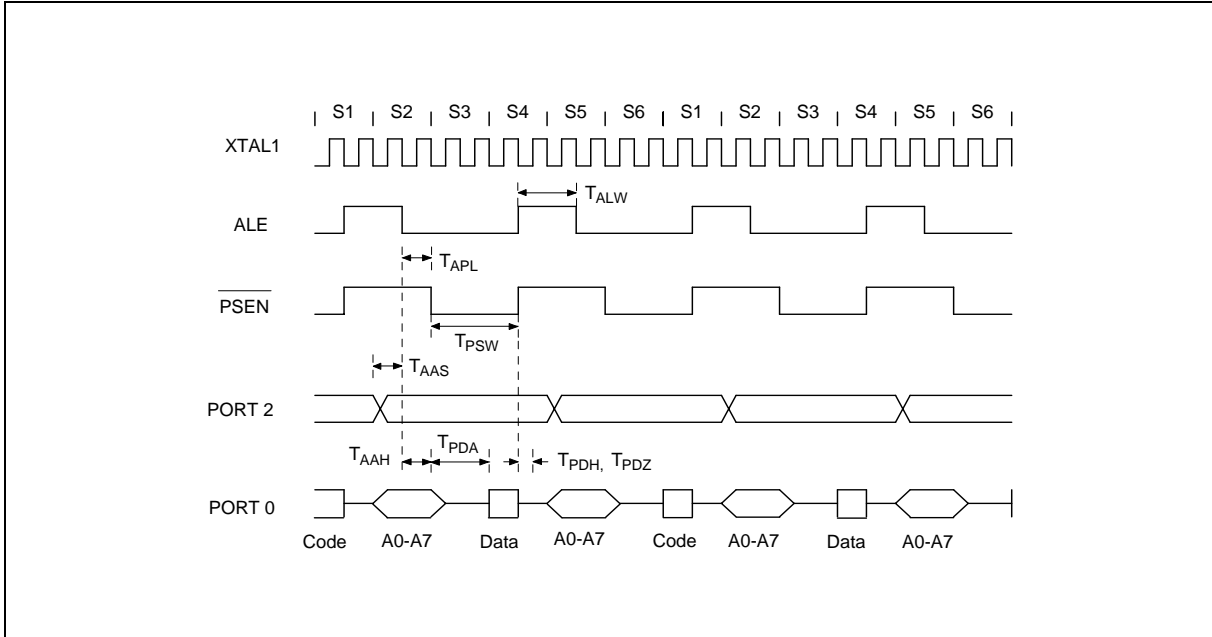 S1 S2 S3 S4 S5 S6 S1 S2 S3 S4 S5 S6
XTAL1
TALW
ALE
TAPL
PSEN
TPSW
TAAS
PORT 2
TAAH TPDA TPDH, TPDZ
PORT 0
Code A0-A7 Data A0-A7 Code A0-A7 Data A0-A7